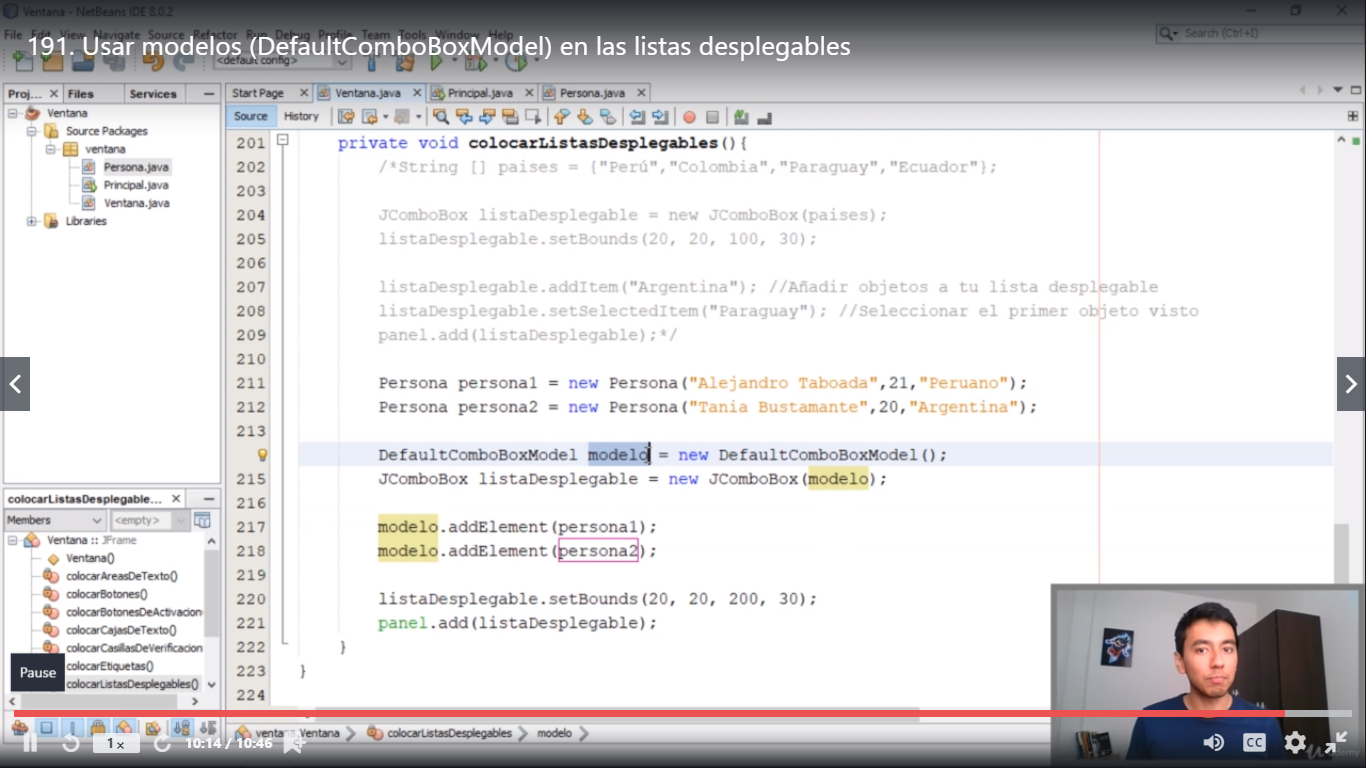 Ventana - NetBeans IDE 8.0.2
File Edit View Navigate Source Refactor Run Debug Profile Team Tools Window Help
Search (Ctrl+I)
191. Usar modelos (DefaultComboBoxModel) en las listas desplegables
<default config>
Proj... Files Services
Start Page Ventana.java Principal.java Persona.java
Source History
Ventana
Source Packages
ventana
Persona.java
Principal.java
Ventana.java
Libraries
201 private void colocarListasDesplegables(){
202 /*String [] paises = {"Perú","Colombia","Paraguay","Ecuador"};
203
204 JComboBox listaDesplegable = new JComboBox(paises);
205 listaDesplegable.setBounds(20, 20, 100, 30);
206
207 listaDesplegable.addItem("Argentina"); //Añadir objetos a tu lista desplegable
208 listaDesplegable.setSelectedItem("Paraguay"); //Seleccionar el primer objeto visto
209 panel.add(listaDesplegable);*/
210
211 Persona persona1 = new Persona("Alejandro Taboada",21,"Peruano");
212 Persona persona2 = new Persona("Tania Bustamante",20,"Argentina");
213
DefaultComboBoxModel modelo = new DefaultComboBoxModel();
215 JComboBox listaDesplegable = new JComboBox(modelo);
216
217 modelo.addElement(persona1);
218 modelo.addElement(persona2);
219
220 listaDesplegable.setBounds(20, 20, 200, 30);
221 panel.add(listaDesplegable);
222 }
223 }
224
colocarListasDesplegable...
Members <empty>
Ventana :: JFrame
Ventana()
colocarAreasDeTexto()
colocarBotones()
colocarBotonesDeActivacion
colocarCajasDeTexto()
colocarCasillasDeVerificacion
colocarEtiquetas()
colocarListasDesplegables()
Pause
ventana.Ventana colocarListasDesplegables modelo
1x 10:14 / 10:46
CC